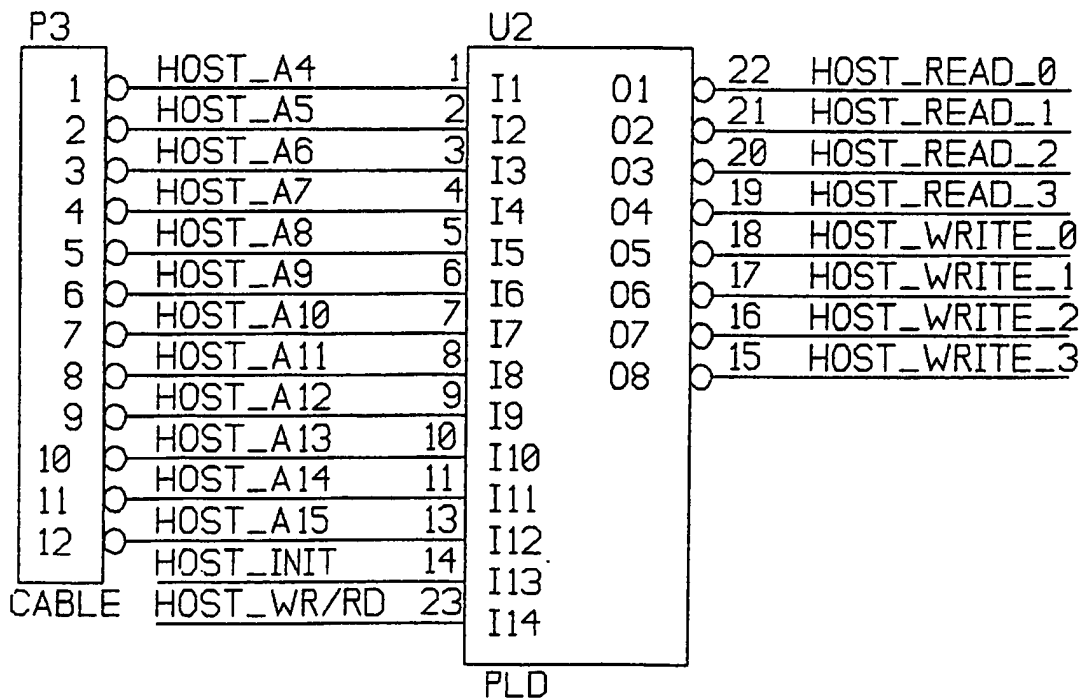 P3 U2
1 HOST_A4 1 I1 O1 22 HOST_READ_0
2 HOST_A5 2 I2 O2 21 HOST_READ_1
3 HOST_A6 3 I3 O3 20 HOST_READ_2
4 HOST_A7 4 I4 O4 19 HOST_READ_3
5 HOST_A8 5 I5 O5 18 HOST_WRITE_0
6 HOST_A9 6 I6 O6 17 HOST_WRITE_1
7 HOST_A10 7 I7 O7 16 HOST_WRITE_2
8 HOST_A11 8 I8 O8 15 HOST_WRITE_3
9 HOST_A12 9 I9
10 HOST_A13 10 I10
11 HOST_A14 11 I11
12 HOST_A15 13 I12
HOST_INIT 14 I13
CABLE HOST_WR/RD 23 I14
PLD